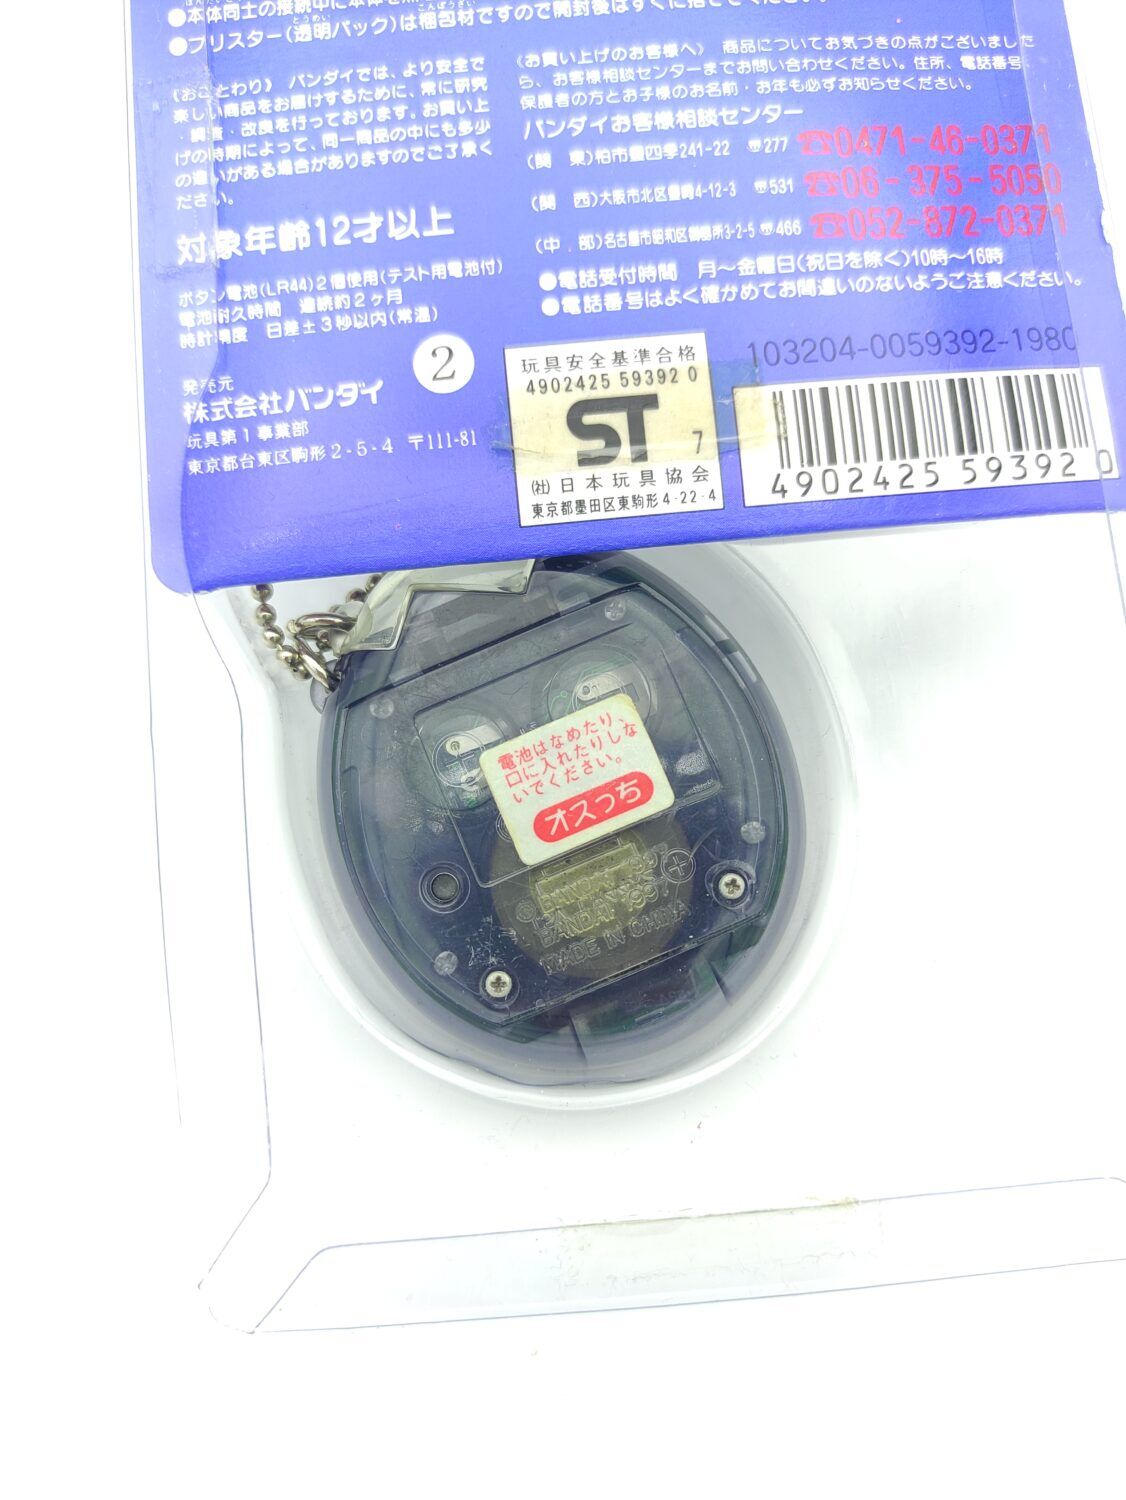 ●ブリスター(透明パック)は梱包材ですので開封後はすぐに捨ててください。
とうめい
こんぽうざい
(おことわり) バンダイでは、より安全で
楽しい商品をお届けするために、常に研究
・調査・改良を行っております。お買い上
げの時期によって、同一商品の中にも多少
の違いがある場合がありますのでご了承く
ださい。
対象年齢12才以上
ボタン電池(LR44)2個使用(テスト用電池付)
電池耐久時間 連続約2ヶ月
時計精度 日差±3秒以内(常温)
発売元
株式会社バンダイ
玩具第1事業部
東京都台東区駒形2-5-4 〒111-81
②
(お買い上げのお客様へ) 商品についてお気づきの点がございました
ら、お客様相談センターまでお問い合わせください。住所、電話番号、
保護者の方とお子様のお名前・お年も必ずお知らせください。
バンダイお客様相談センター
(関 東)柏市豊四季241-22 〒277 ☎0471-46-0371
(関 西)大阪市北区豊崎4-12-3 〒531 ☎06-375-5050
(中 部)名古屋市昭和区御器所3-2-5 〒466 ☎052-872-0371
●電話受付時間 月～金曜日(祝日を除く)10時～16時
●電話番号はよく確かめてお間違いのないようご注意ください。
玩具安全基準合格
4902425 59392 0
ST
7
(社)日本玩具協会
東京都墨田区東駒形4-22-4
103204-0059392-1980
4902425 593920
電池はなめたり、
口に入れたりしな
いでください。
オスっち
©BANDAI 1997
BANDAI 1997
MADE IN CHINA